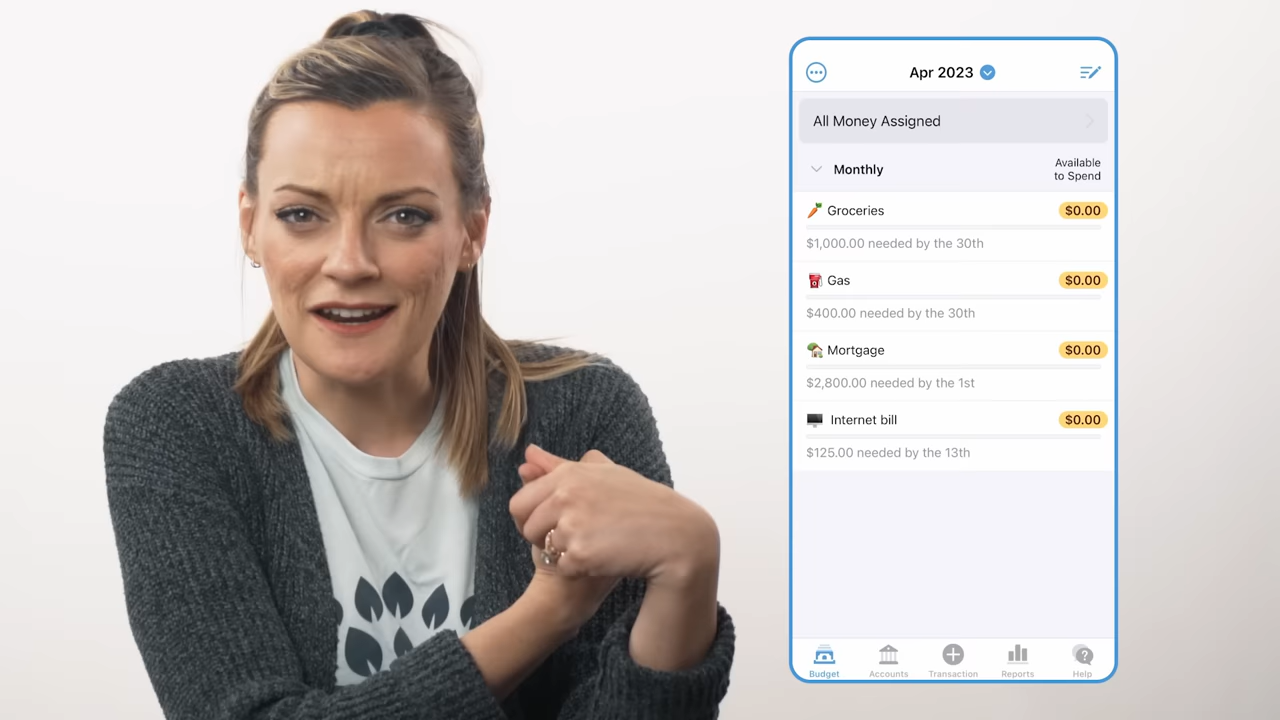 Apr 2023
All Money Assigned
Monthly
Available
to Spend
Groceries $0.00
$1,000.00 needed by the 30th
Gas $0.00
$400.00 needed by the 30th
Mortgage $0.00
$2,800.00 needed by the 1st
Internet bill $0.00
$125.00 needed by the 13th
Budget Accounts Transaction Reports Help